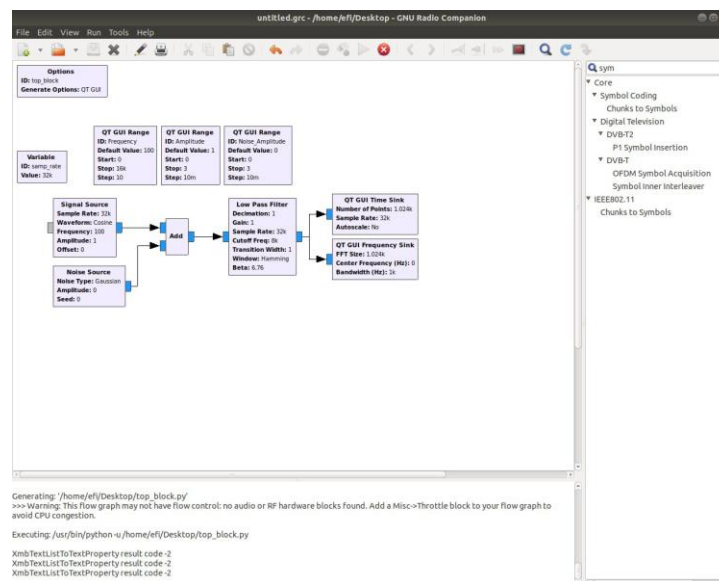 untitled.grc - /home/efi/Desktop - GNU Radio Companion
File Edit View Run Tools Help
Options
ID: top_block
Generate Options: QT GUI
Variable
ID: samp_rate
Value: 32k
QT GUI Range
ID: Frequency
Default Value: 100
Start: 0
Stop: 16k
Step: 10
QT GUI Range
ID: Amplitude
Default Value: 1
Start: 0
Stop: 3
Step: 10m
QT GUI Range
ID: Noise_Amplitude
Default Value: 0
Start: 0
Stop: 3
Step: 10m
Signal Source
Sample Rate: 32k
Waveform: Cosine
Frequency: 100
Amplitude: 1
Offset: 0
Noise Source
Noise Type: Gaussian
Amplitude: 0
Seed: 0
Add
Low Pass Filter
Decimation: 1
Gain: 1
Sample Rate: 32k
Cutoff Freq: 8k
Transition Width: 1
Window: Hamming
Beta: 6.76
QT GUI Time Sink
Number of Points: 1.024k
Sample Rate: 32k
Autoscale: No
QT GUI Frequency Sink
FFT Size: 1.024k
Center Frequency (Hz): 0
Bandwidth (Hz): 1k
sym
Core
Symbol Coding
Chunks to Symbols
Digital Television
DVB-T2
P1 Symbol Insertion
DVB-T
OFDM Symbol Acquisition
Symbol Inner Interleaver
IEEE802.11
Chunks to Symbols
Generating: '/home/efi/Desktop/top_block.py'
>>> Warning: This flow graph may not have flow control: no audio or RF hardware blocks found. Add a Misc->Throttle block to your flow graph to
avoid CPU congestion.
Executing: /usr/bin/python -u /home/efi/Desktop/top_block.py
XmbTextListToTextProperty result code -2
XmbTextListToTextProperty result code -2
XmbTextListToTextProperty result code -2